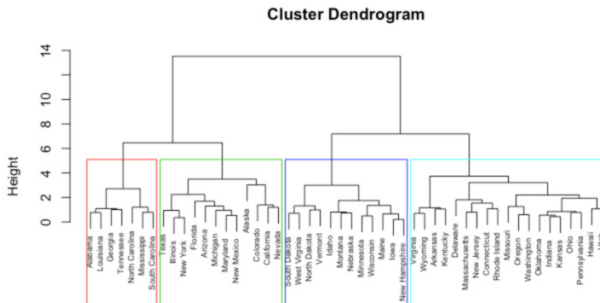 Cluster Dendrogram
Height
14
12
10
8
6
4
2
0
Alabama
Louisiana
Georgia
Tennessee
North Carolina
Mississippi
South Carolina
Texas
Illinois
New York
Florida
Arizona
Michigan
Maryland
New Mexico
Alaska
Colorado
California
Nevada
South Dakota
West Virginia
North Dakota
Vermont
Idaho
Montana
Nebraska
Minnesota
Wisconsin
Maine
Iowa
New Hampshire
Virginia
Wyoming
Arkansas
Kentucky
Delaware
Massachusetts
New Jersey
Connecticut
Rhode Island
Missouri
Oregon
Washington
Oklahoma
Indiana
Kansas
Ohio
Pennsylvania
Hawaii